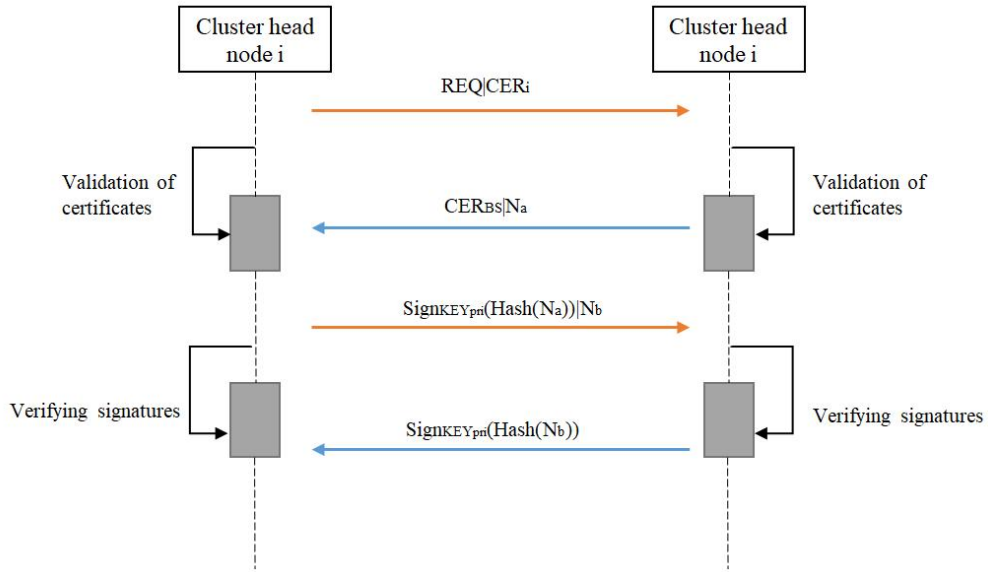 Cluster head
node i
Cluster head
node i
REQ|CERi
Validation of
certificates
CERBS|Na
Validation of
certificates
SignKEYpri(Hash(Na))|Nb
Verifying signatures
SignKEYpri(Hash(Nb))
Verifying signatures